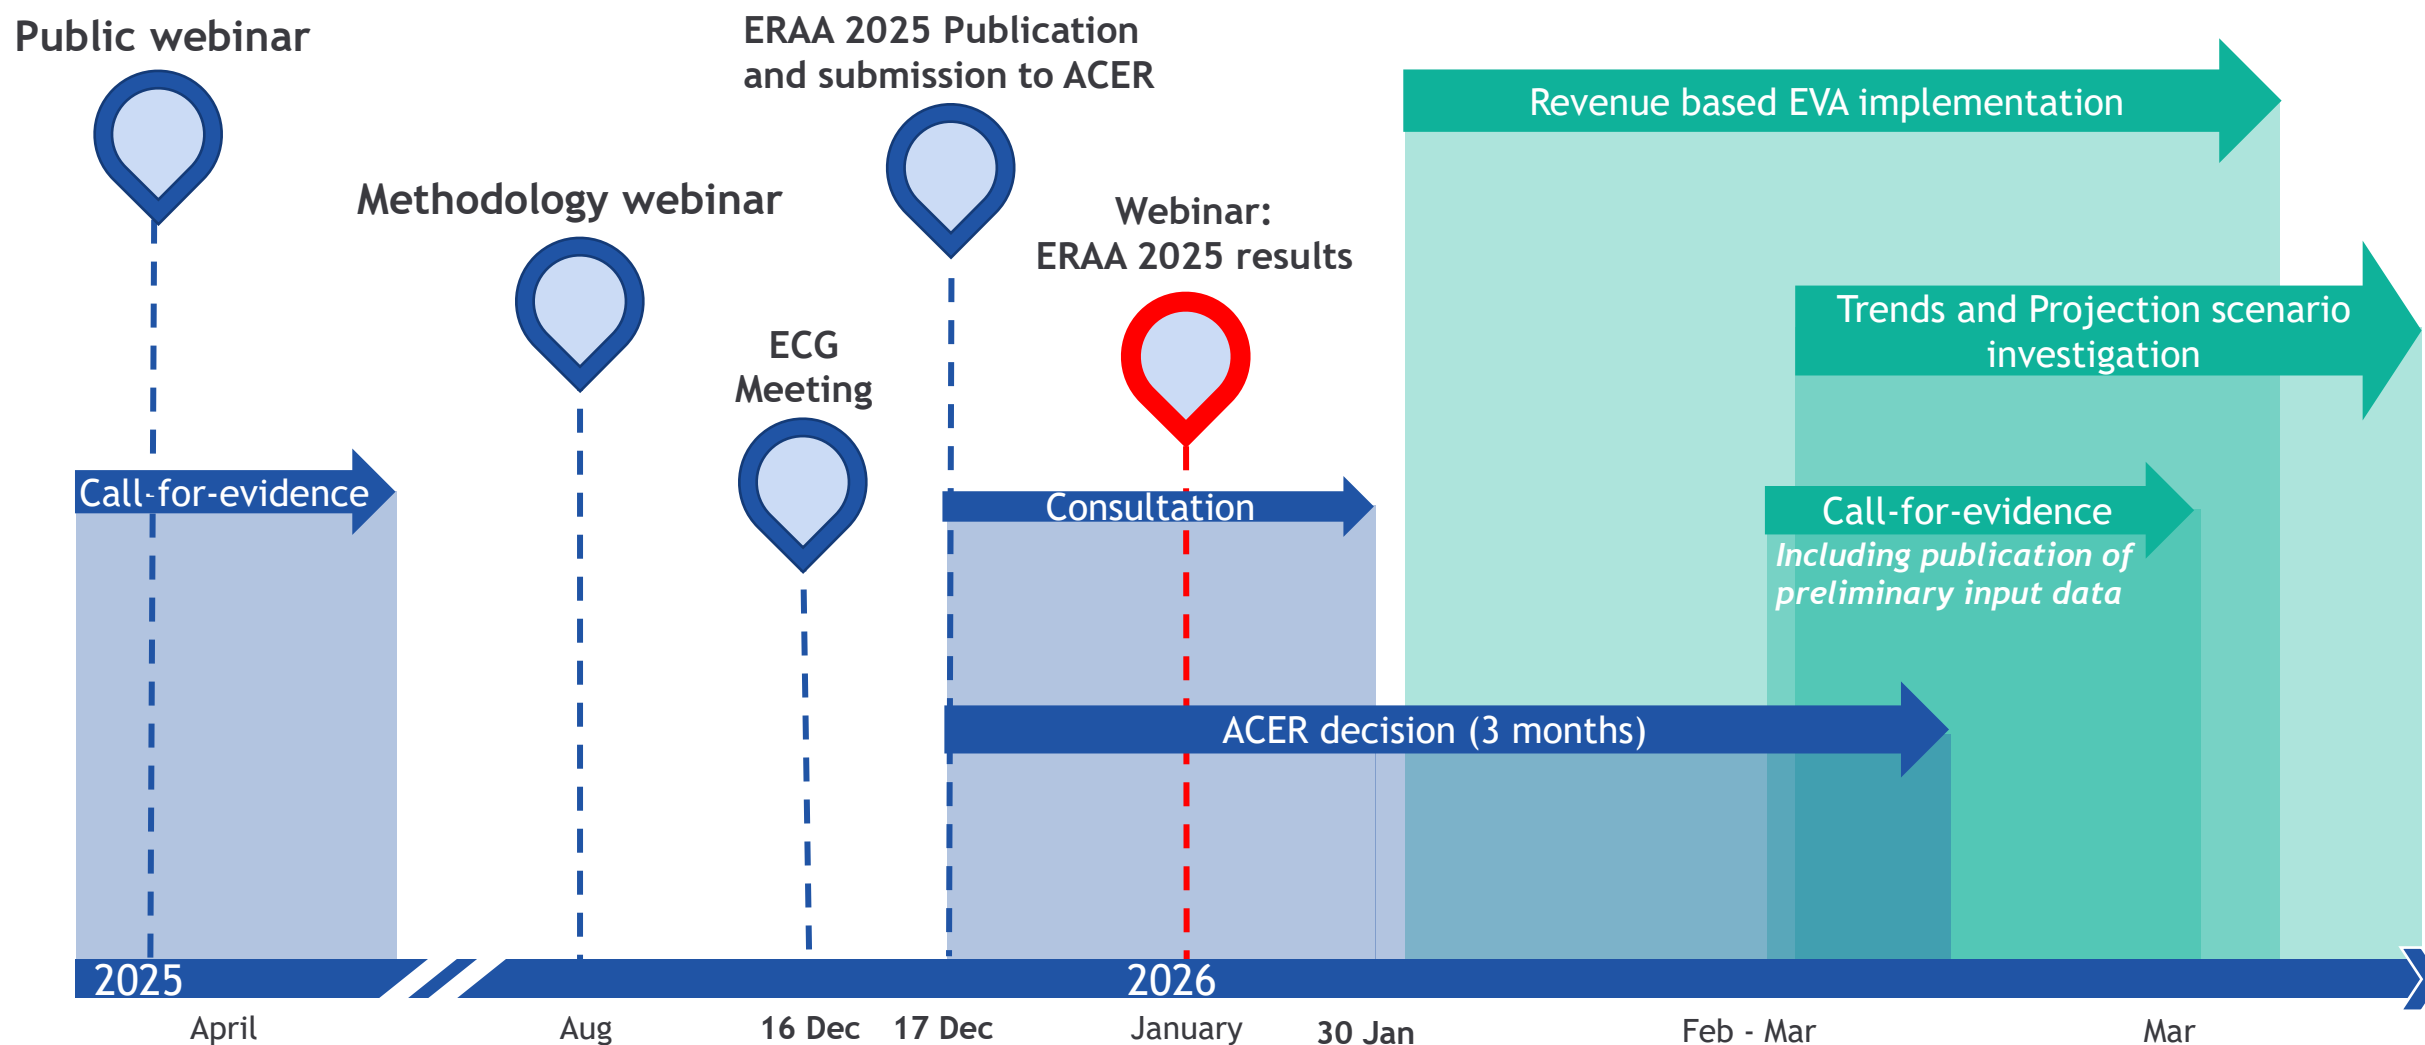 Public webinar
ERAA 2025 Publication
and submission to ACER
Revenue based EVA implementation
Methodology webinar
Webinar:
ERAA 2025 results
Trends and Projection scenario
investigation
ECG
Meeting
Call-for-evidence
Consultation
Call-for-evidence
Including publication of
preliminary input data
ACER decision (3 months)
2025
2026
April
Aug
16 Dec
17 Dec
January
30 Jan
Feb - Mar
Mar